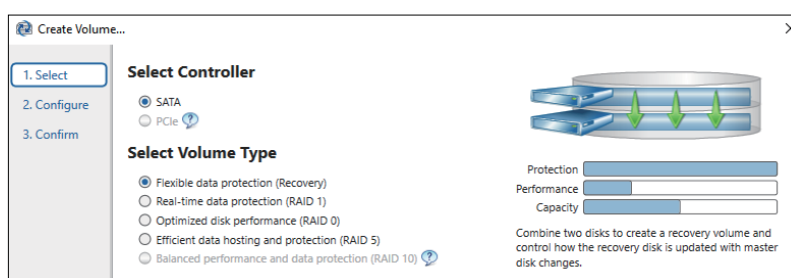 Create Volume...
1. Select
2. Configure
3. Confirm
Select Controller
SATA
PCIe
Select Volume Type
Flexible data protection (Recovery)
Real-time data protection (RAID 1)
Optimized disk performance (RAID 0)
Efficient data hosting and protection (RAID 5)
Balanced performance and data protection (RAID 10)
Protection
Performance
Capacity
Combine two disks to create a recovery volume and
control how the recovery disk is updated with master
disk changes.